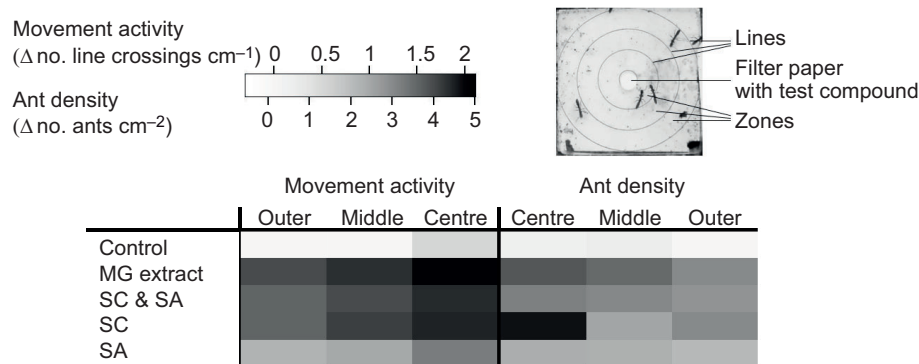 Movement activity
(Δ no. line crossings cm–1)
0 0.5 1 1.5 2
Ant density
(Δ no. ants cm–2)
0 1 2 3 4 5
Lines
Filter paper
with test compound
Zones
Movement activity Ant density
Outer Middle Centre Centre Middle Outer
Control
MG extract
SC & SA
SC
SA